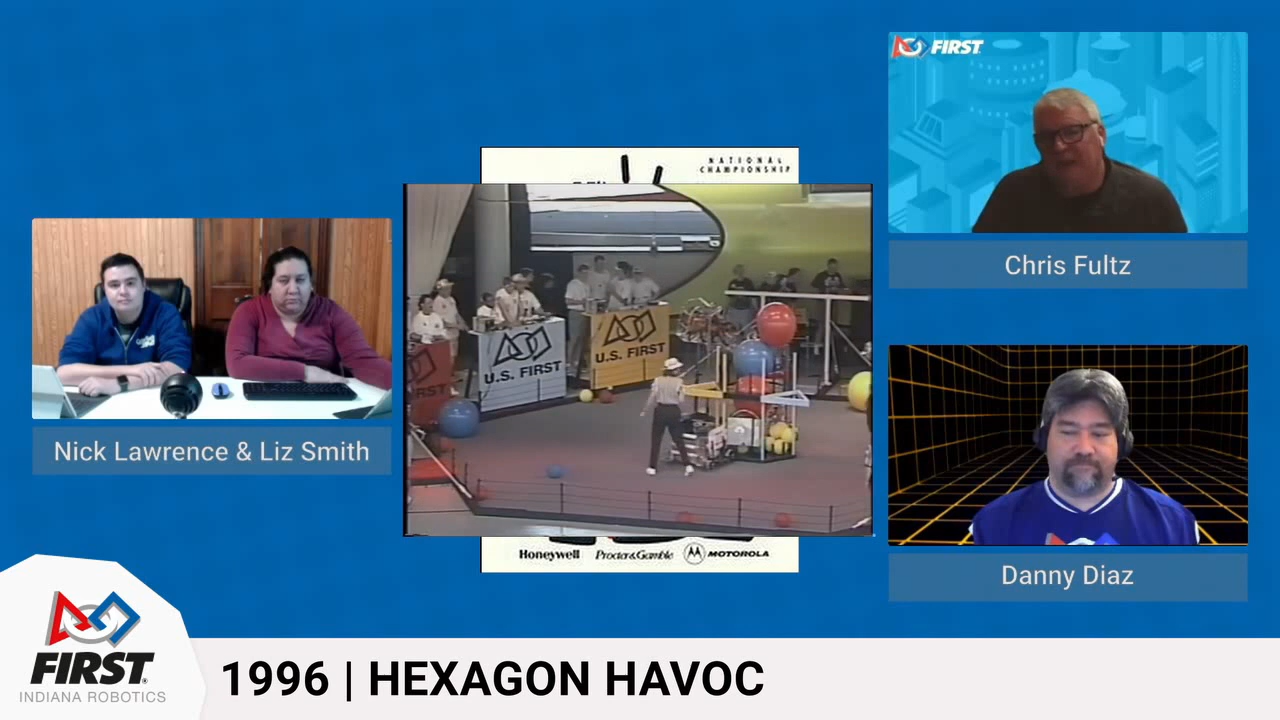 FIRST
Chris Fultz
NATIONAL
CHAMPIONSHIP
U.S. FIRST
U.S. FIRST
Nick Lawrence & Liz Smith
Honeywell Procter&Gamble MOTOROLA
Danny Diaz
FIRST
INDIANA ROBOTICS
1996 | HEXAGON HAVOC